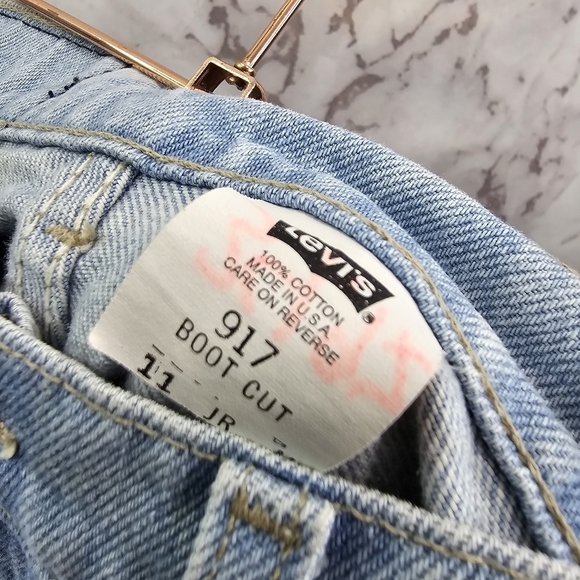 Levi's ®
100% COTTON
MADE IN U.S.A.
CARE ON REVERSE
917
BOOT CUT
11 JR